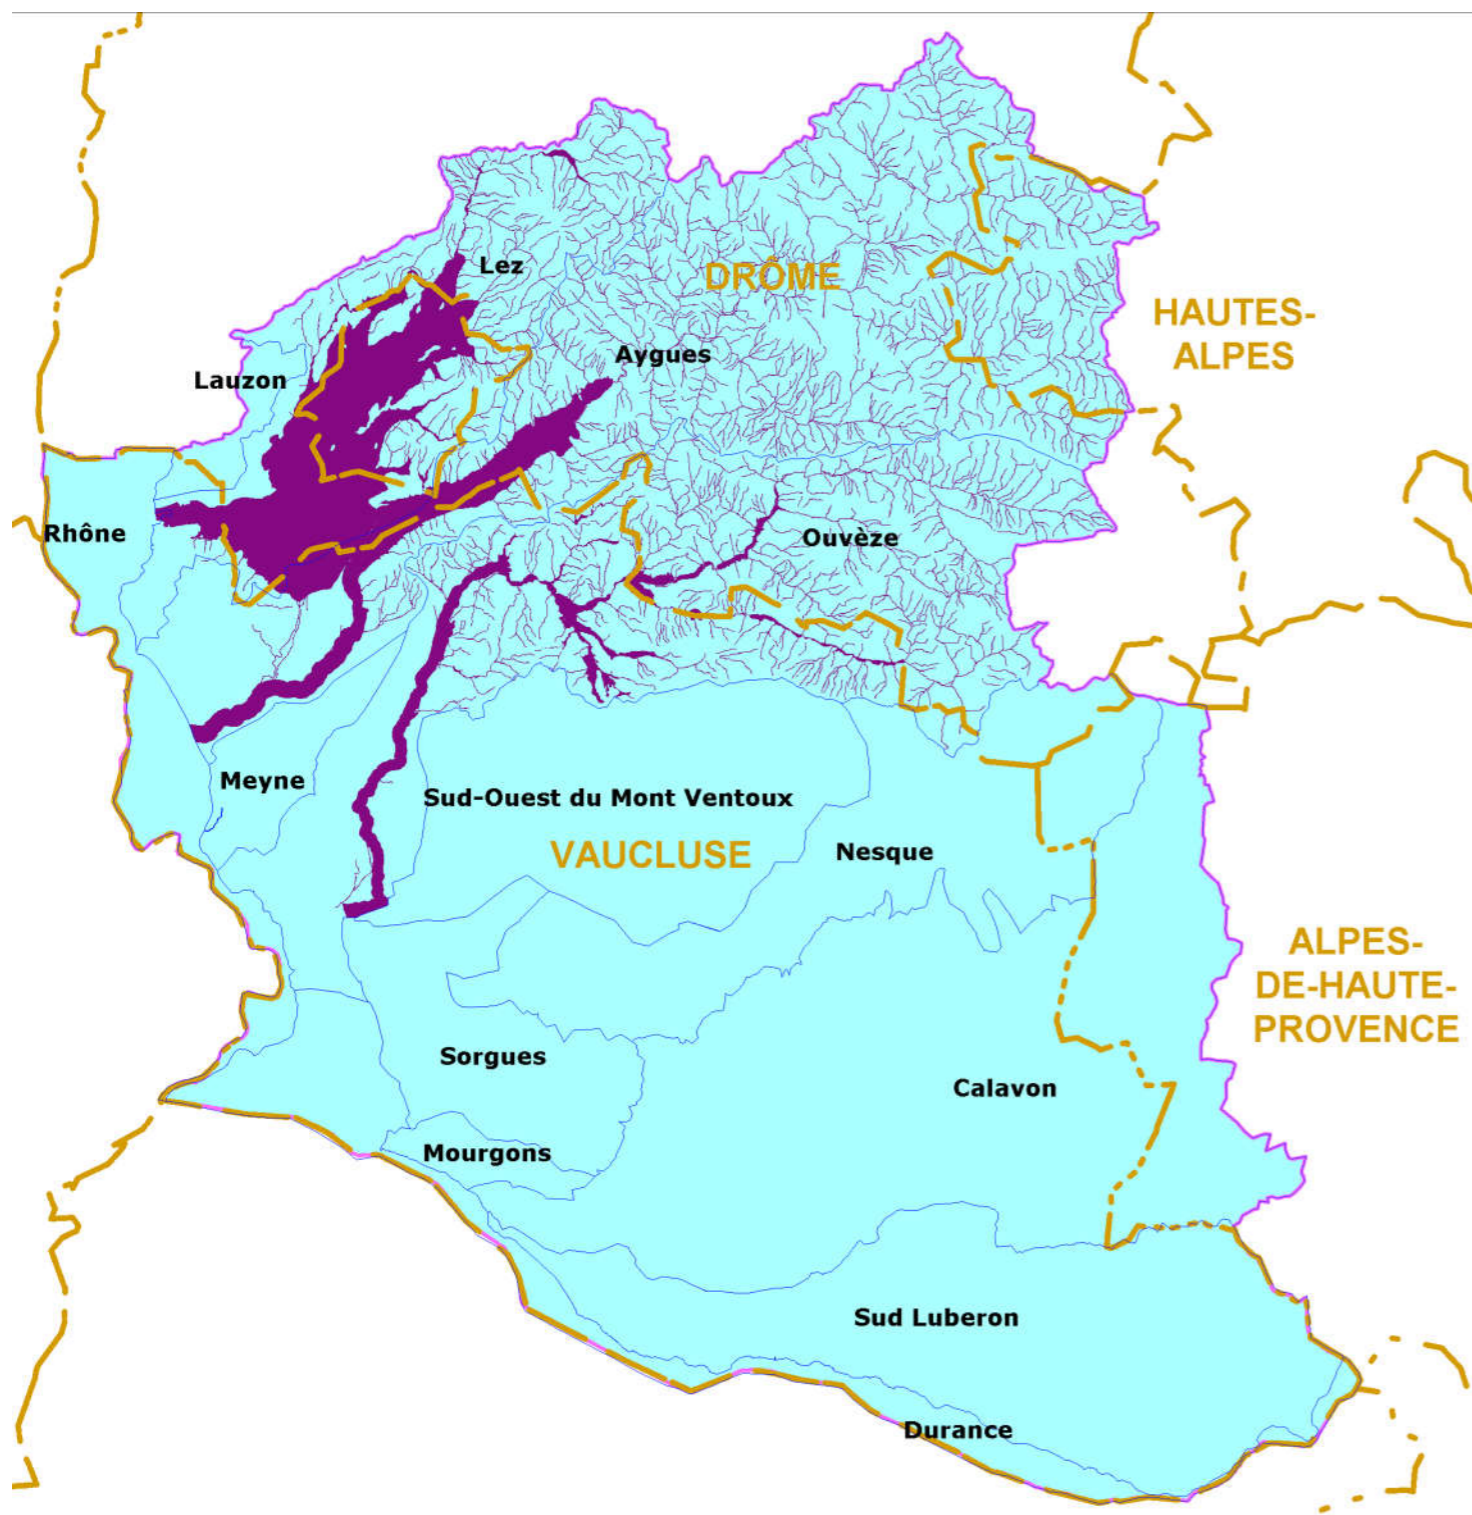 Lez
DRÔME
HAUTES-
ALPES
Aygues
Lauzon
Rhône
Ouvèze
Meyne
Sud-Ouest du Mont Ventoux
VAUCLUSE
Nesque
ALPES-
DE-HAUTE-
PROVENCE
Sorgues
Calavon
Mourgons
Sud Luberon
Durance